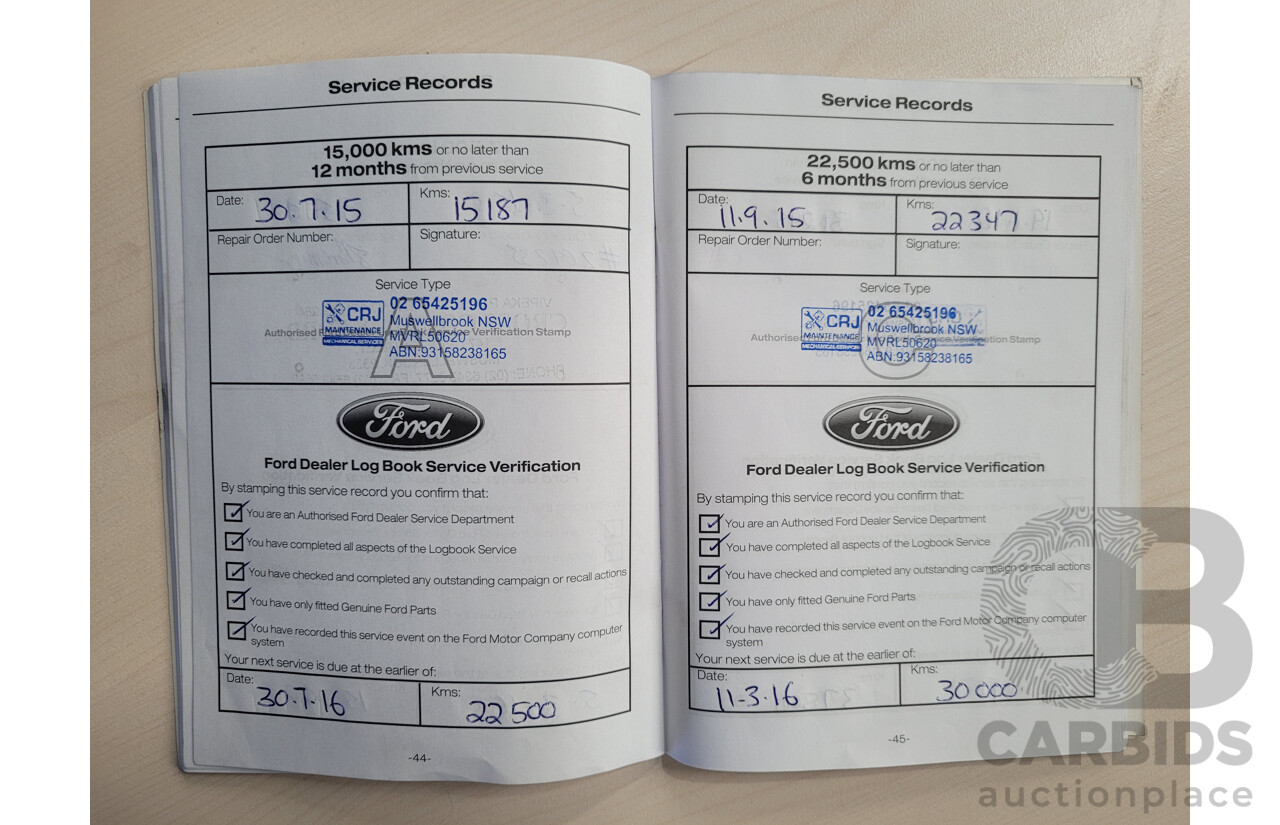 Service Records
15,000 kms or no later than
12 months from previous service
Date: 30.7.15 Kms: 15187
Repair Order Number: Signature:
Service Type
A
CRJ
MAINTENANCE
MECHANICAL SERVICES
02 65425196
Muswellbrook NSW
MVRL50620
ABN:93158238165
Ford
Ford Dealer Log Book Service Verification
By stamping this service record you confirm that:
You are an Authorised Ford Dealer Service Department
You have completed all aspects of the Logbook Service
You have checked and completed any outstanding campaign or recall actions
You have only fitted Genuine Ford Parts
You have recorded this service event on the Ford Motor Company computer
system
Your next service is due at the earlier of:
Date: 30.7.16 Kms: 22500
-44-
Service Records
22,500 kms or no later than
6 months from previous service
Date: 11.9.15 Kms: 22347
Repair Order Number: Signature:
Service Type
C
CRJ
MAINTENANCE
MECHANICAL SERVICES
02 65425196
Muswellbrook NSW
MVRL50620
ABN:93158238165
Ford
Ford Dealer Log Book Service Verification
By stamping this service record you confirm that:
You are an Authorised Ford Dealer Service Department
You have completed all aspects of the Logbook Service
You have checked and completed any outstanding campaign or recall actions
You have only fitted Genuine Ford Parts
You have recorded this service event on the Ford Motor Company computer
system
Your next service is due at the earlier of:
Date: 11-3-16 Kms: 30000
-45-
CB
CARBIDS
auctionplace